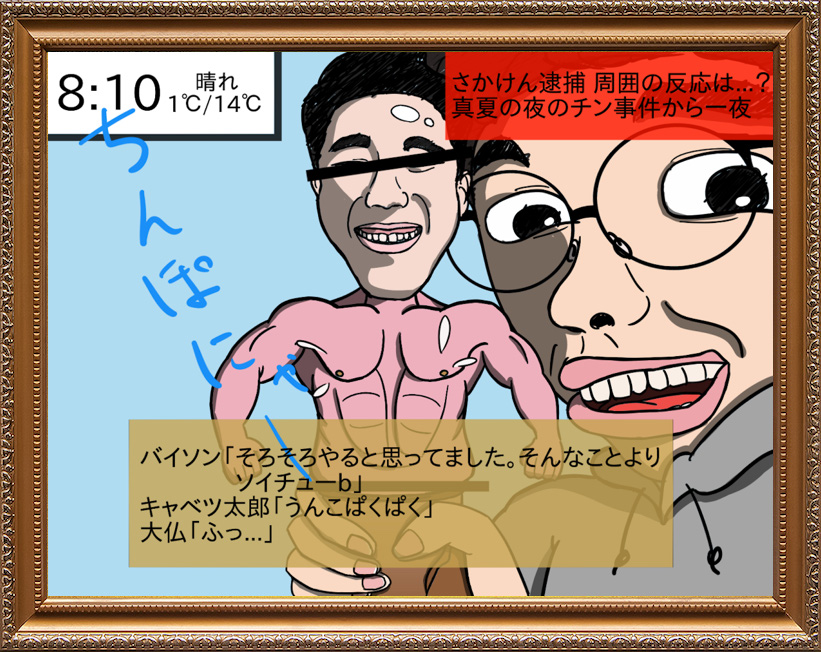 8:10
晴れ
1℃/14℃
さかけん逮捕 周囲の反応は...?
真夏の夜のチン事件から一夜
ちんぽにゃー
バイソン「そろそろやると思ってました。そんなことより
ソイチューb」
キャベツ太郎「うんこぱくぱく」
大仏「ふっ...」